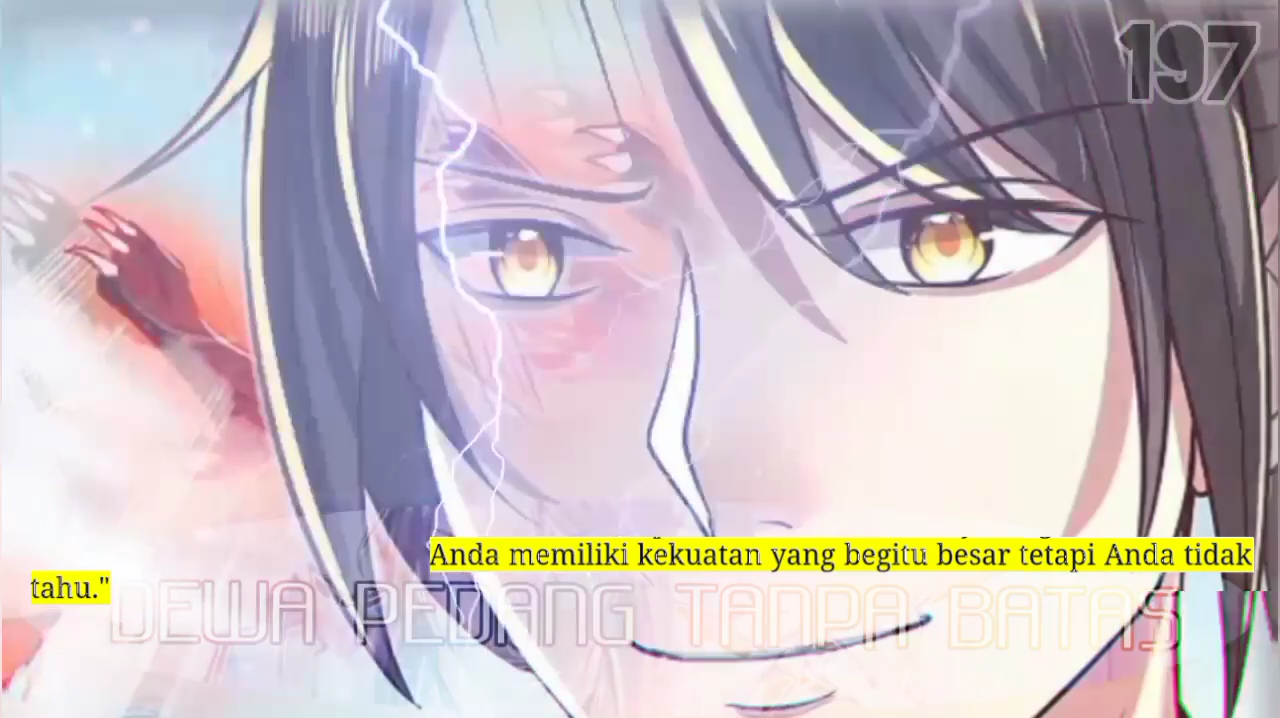 197
Anda memiliki kekuatan yang begitu besar tetapi Anda tidak
tahu."
DEWA PEDANG TANPA BATAS